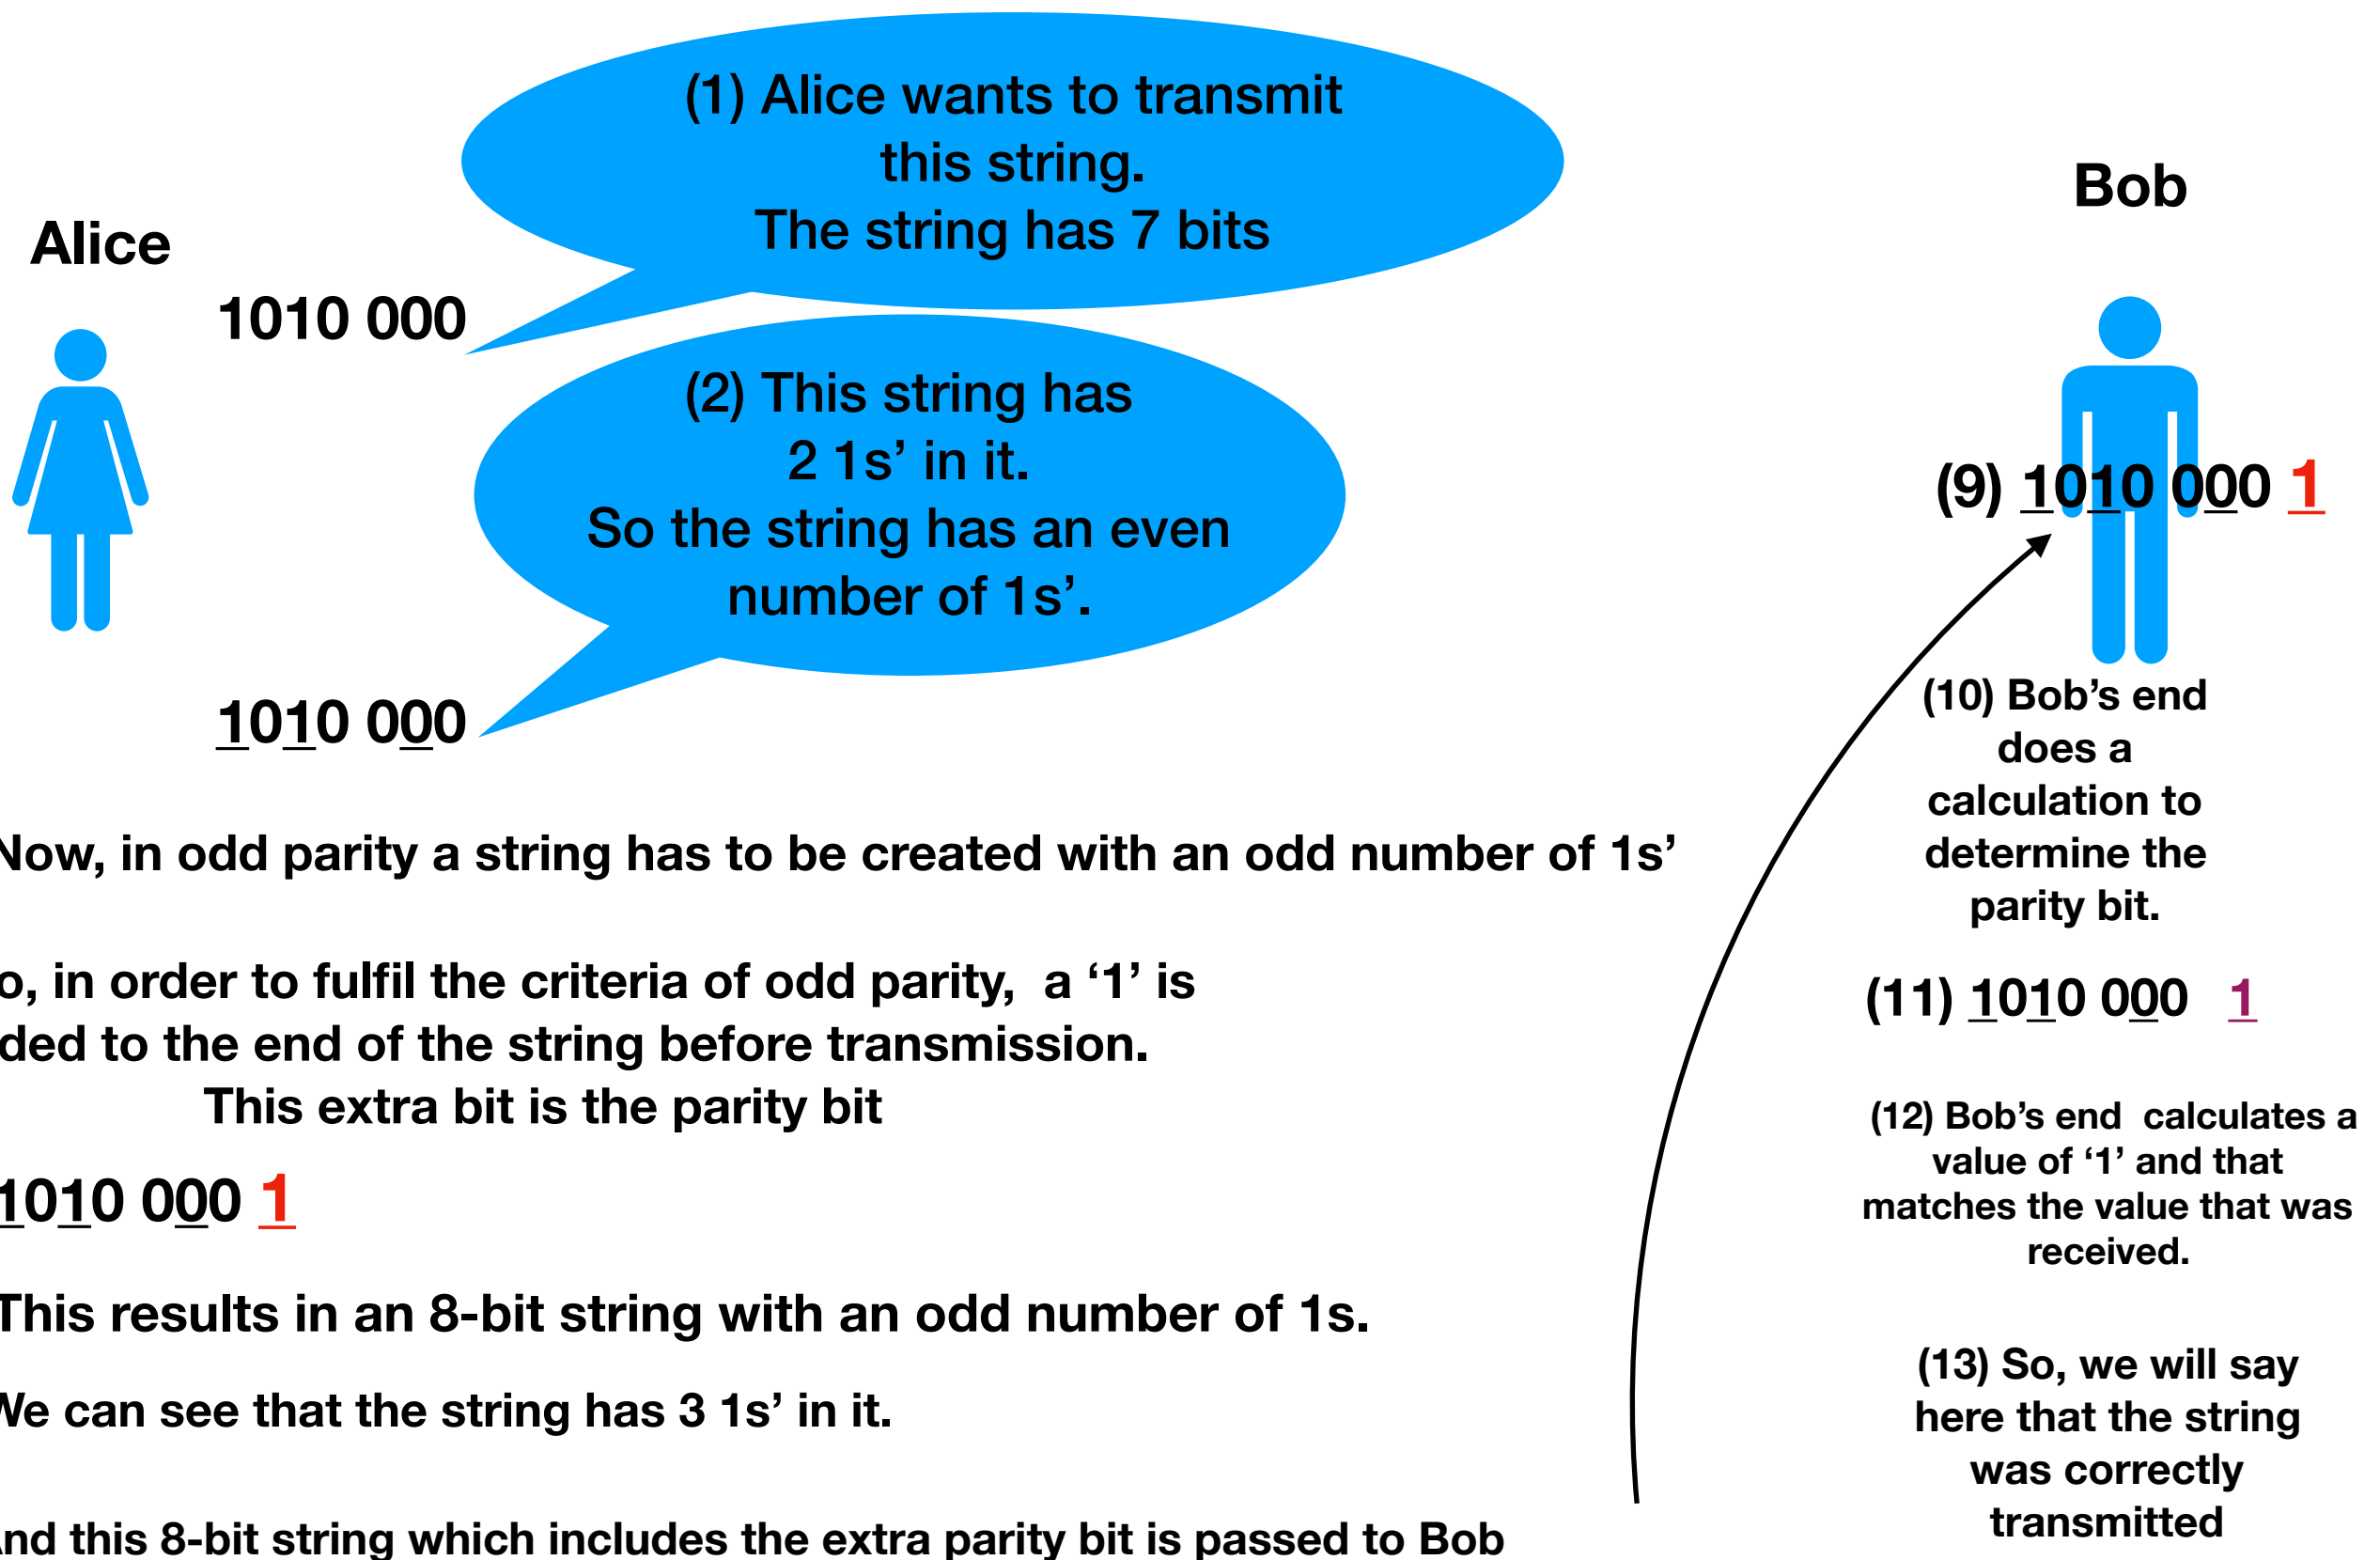 (1) Alice wants to transmit
this string.
The string has 7 bits
Alice
1010 000
(2) This string has
2 1s’ in it.
So the string has an even
number of 1s’.
1010 000
Now, in odd parity a string has to be created with an odd number of 1s’
o, in order to fulfil the criteria of odd parity, a ‘1’ is
ded to the end of the string before transmission.
This extra bit is the parity bit
1010 000 1
This results in an 8-bit string with an odd number of 1s.
We can see that the string has 3 1s’ in it.
nd this 8-bit string which includes the extra parity bit is passed to Bob
Bob
(9) 1010 000 1
(10) Bob’s end
does a
calculation to
determine the
parity bit.
(11) 1010 000 1
(12) Bob’s end calculates a
value of ‘1’ and that
matches the value that was
received.
(13) So, we will say
here that the string
was correctly
transmitted